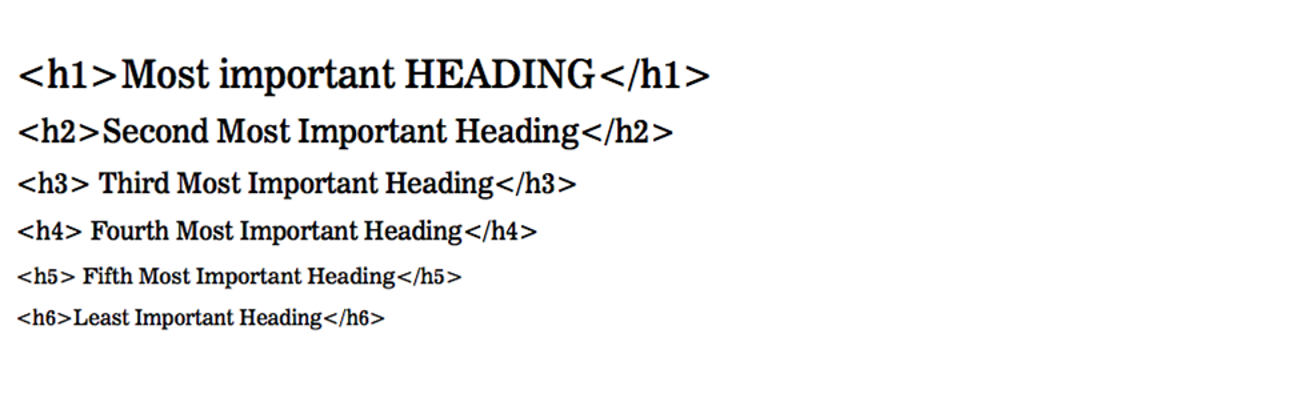 <h1>Most important HEADING</h1>
<h2>Second Most Important Heading</h2>
<h3> Third Most Important Heading</h3>
<h4> Fourth Most Important Heading</h4>
<h5> Fifth Most Important Heading</h5>
<h6>Least Important Heading</h6>